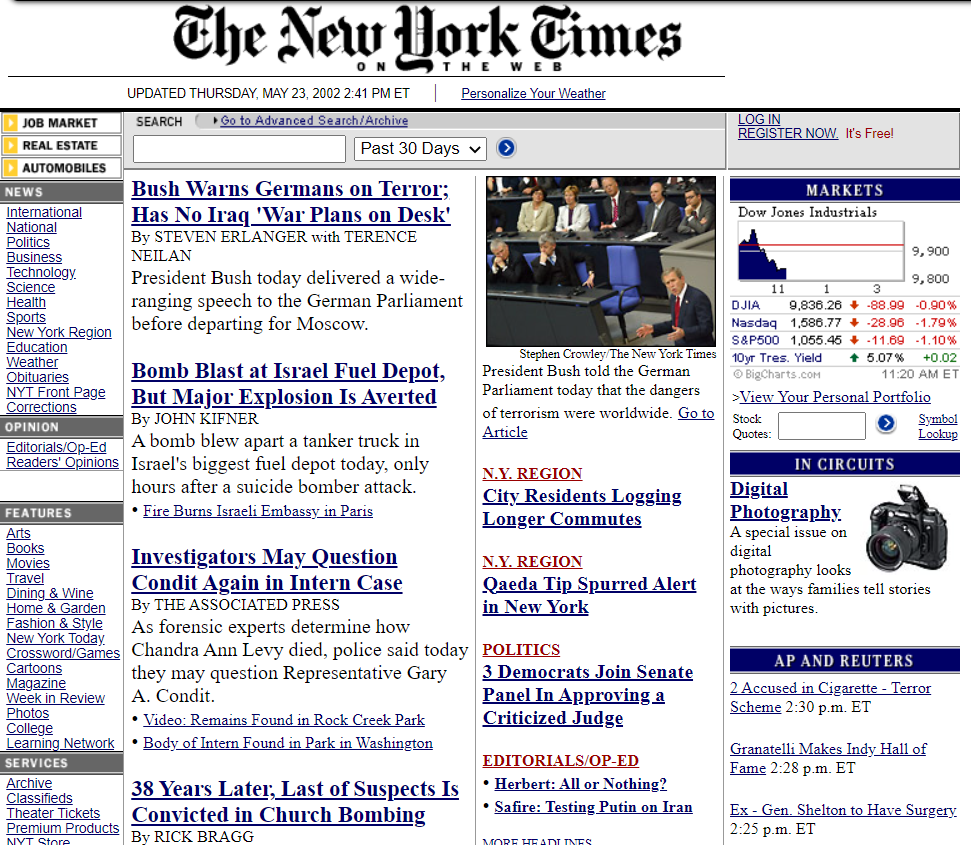 The New York Times
ON THE WEB
UPDATED THURSDAY, MAY 23, 2002 2:41 PM ET
Personalize Your Weather
JOB MARKET
REAL ESTATE
AUTOMOBILES
NEWS
International
National
Politics
Business
Technology
Science
Health
Sports
New York Region
Education
Weather
Obituaries
NYT Front Page
Corrections
OPINION
Editorials/Op-Ed
Readers' Opinions
FEATURES
Arts
Books
Movies
Travel
Dining & Wine
Home & Garden
Fashion & Style
New York Today
Crossword/Games
Cartoons
Magazine
Week in Review
Photos
College
Learning Network
SERVICES
Archive
Classifieds
Theater Tickets
Premium Products
NYT Store
SEARCH
Go to Advanced Search/Archive
Past 30 Days
LOG IN
REGISTER NOW. It's Free!
Bush Warns Germans on Terror;
Has No Iraq 'War Plans on Desk'
By STEVEN ERLANGER with TERENCE
NEILAN
President Bush today delivered a wide-
ranging speech to the German Parliament
before departing for Moscow.
Bomb Blast at Israel Fuel Depot,
But Major Explosion Is Averted
By JOHN KIFNER
A bomb blew apart a tanker truck in
Israel's biggest fuel depot today, only
hours after a suicide bomber attack.
• Fire Burns Israeli Embassy in Paris
Investigators May Question
Condit Again in Intern Case
By THE ASSOCIATED PRESS
As forensic experts determine how
Chandra Ann Levy died, police said today
they may question Representative Gary
A. Condit.
• Video: Remains Found in Rock Creek Park
• Body of Intern Found in Park in Washington
38 Years Later, Last of Suspects Is
Convicted in Church Bombing
By RICK BRAGG
Stephen Crowley/The New York Times
President Bush told the German
Parliament today that the dangers
of terrorism were worldwide. Go to
Article
N.Y. REGION
City Residents Logging
Longer Commutes
N.Y. REGION
Qaeda Tip Spurred Alert
in New York
POLITICS
3 Democrats Join Senate
Panel In Approving a
Criticized Judge
EDITORIALS/OP-ED
• Herbert: All or Nothing?
• Safire: Testing Putin on Iran
MORE HEADLINES
MARKETS
Dow Jones Industrials
9,900
9,800
11 1 3
DJIA 9,836.26 -88.99 -0.90%
Nasdaq 1,586.77 -28.96 -1.79%
S&P500 1,055.45 -11.69 -1.10%
10yr Tres. Yield 5.07% +0.02
© BigCharts.com 11:20 AM ET
>View Your Personal Portfolio
Stock
Quotes:
Symbol
Lookup
IN CIRCUITS
Digital
Photography
A special issue on
digital
photography looks
at the ways families tell stories
with pictures.
AP AND REUTERS
2 Accused in Cigarette - Terror
Scheme 2:30 p.m. ET
Granatelli Makes Indy Hall of
Fame 2:28 p.m. ET
Ex - Gen. Shelton to Have Surgery
2:25 p.m. ET